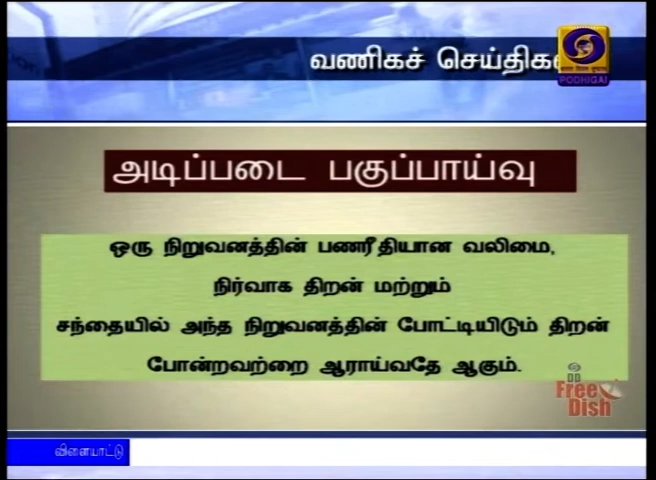 வணிகச்
PODHIGAI
அடிப்படை பகுப்பாய்வு
ஒரு நிறுவனத்தின் பணரீதியான வலிமை,
நிர்வாக திறன் மற்றும்
சந்தையில் அந்த நிறுவனத்தின் போட்டியிடும் திறன்
போன்றவற்றை ஆராய்வதே ஆகும்.
DD
Free
Dish
விளையாட்டு